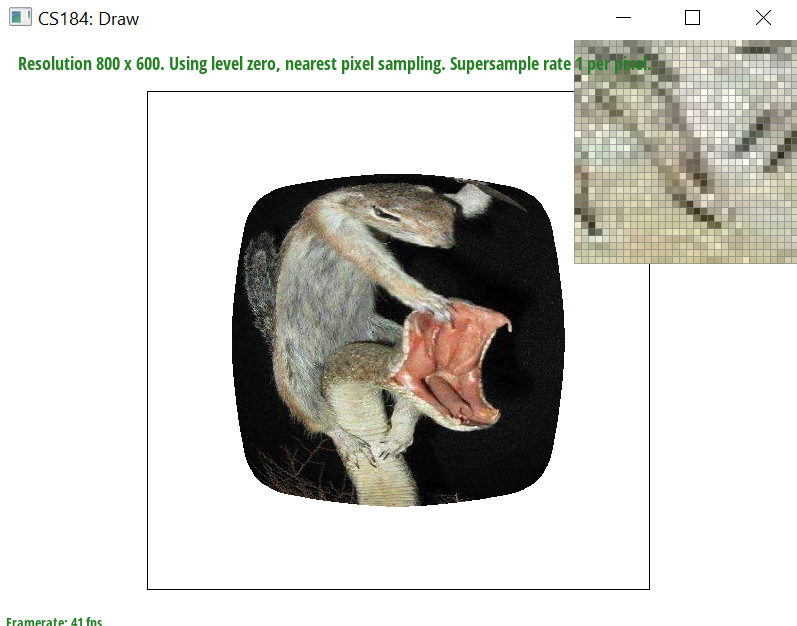 CS184: Draw
Resolution 800 x 600. Using level zero, nearest pixel sampling. Supersample rate 1 per pixel.
Framerate: 41 fps